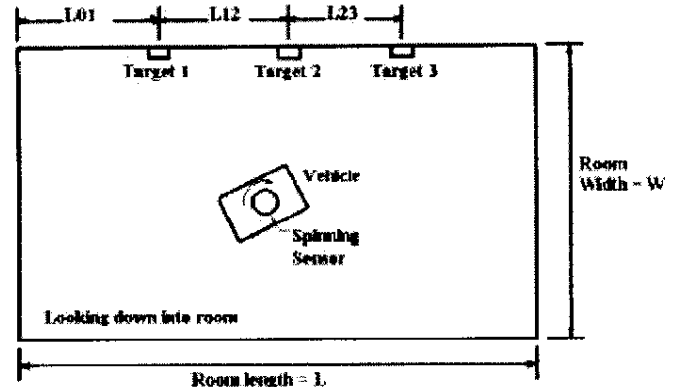 L01 L12 L23
Target 1 Target 2 Target 3
Room
Width = W
Vehicle
Spinning
Sensor
Looking down into room
Room length = L